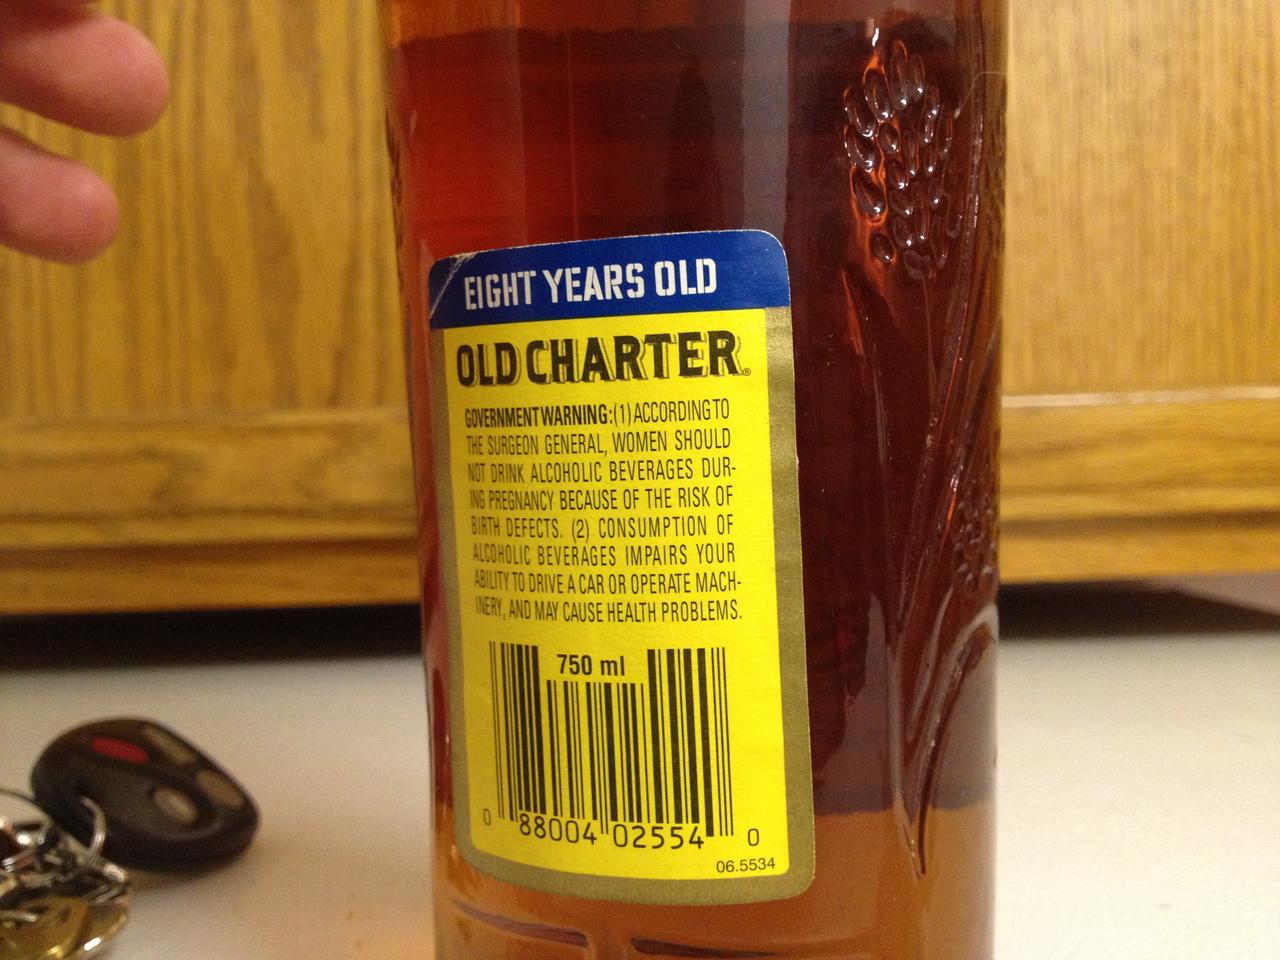 EIGHT YEARS OLD
OLD CHARTER®
GOVERNMENT WARNING: (1) ACCORDING TO
THE SURGEON GENERAL, WOMEN SHOULD
NOT DRINK ALCOHOLIC BEVERAGES DUR-
ING PREGNANCY BECAUSE OF THE RISK OF
BIRTH DEFECTS. (2) CONSUMPTION OF
ALCOHOLIC BEVERAGES IMPAIRS YOUR
ABILITY TO DRIVE A CAR OR OPERATE MACH-
INERY, AND MAY CAUSE HEALTH PROBLEMS.
750 ml
0 88004 02554 0
06.5534